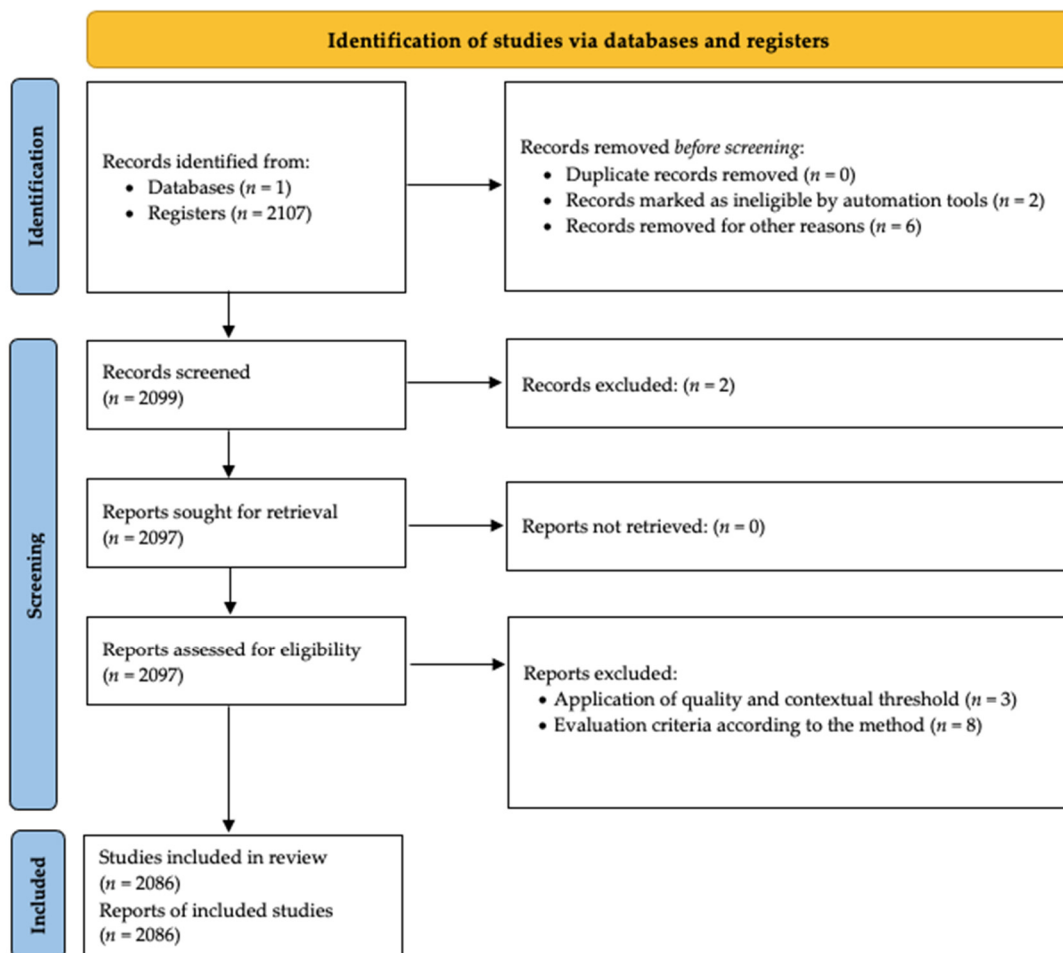 Identification of studies via databases and registers
Identification
Records identified from:
• Databases (n = 1)
• Registers (n = 2107)
Records removed before screening:
• Duplicate records removed (n = 0)
• Records marked as ineligible by automation tools (n = 2)
• Records removed for other reasons (n = 6)
Screening
Records screened
(n = 2099)
Records excluded: (n = 2)
Reports sought for retrieval
(n = 2097)
Reports not retrieved: (n = 0)
Reports assessed for eligibility
(n = 2097)
Reports excluded:
• Application of quality and contextual threshold (n = 3)
• Evaluation criteria according to the method (n = 8)
Included
Studies included in review
(n = 2086)
Reports of included studies
(n = 2086)